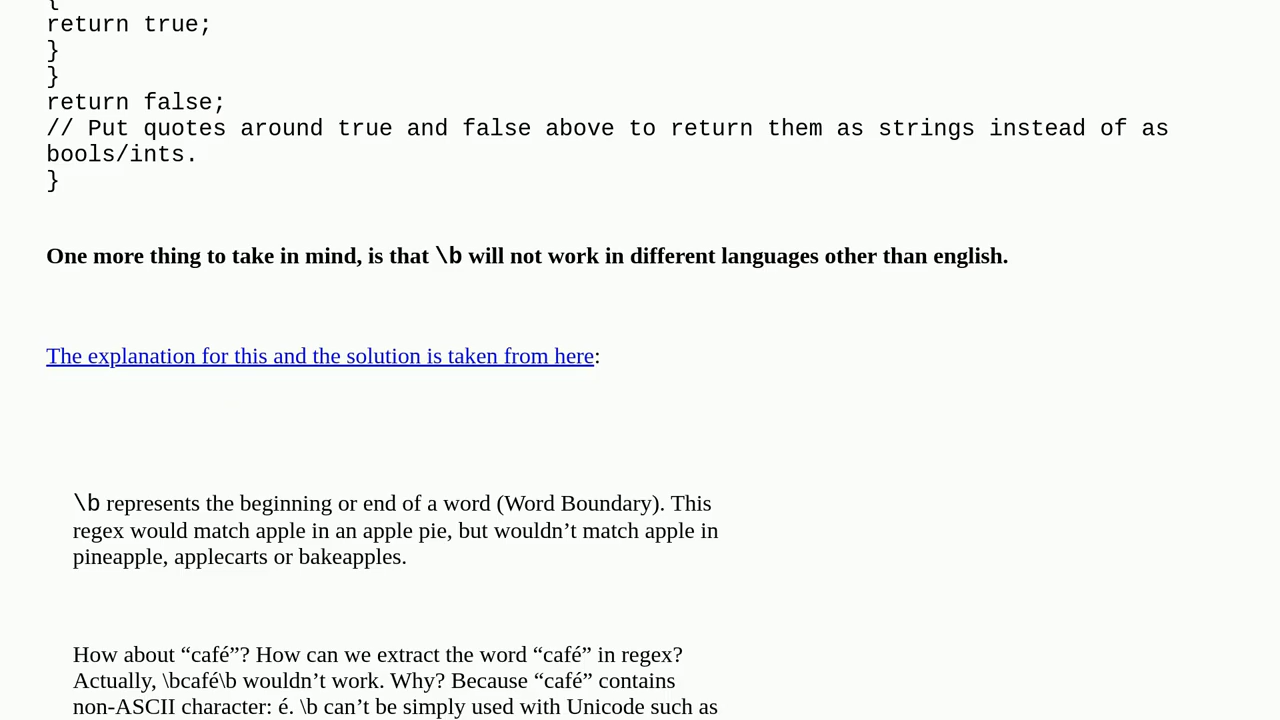 {
return true;
}
}
return false;
// Put quotes around true and false above to return them as strings instead of as
bools/ints.
}
One more thing to take in mind, is that \b will not work in different languages other than english.
The explanation for this and the solution is taken from here:
\b represents the beginning or end of a word (Word Boundary). This
regex would match apple in an apple pie, but wouldn’t match apple in
pineapple, applecarts or bakeapples.
How about “café”? How can we extract the word “café” in regex?
Actually, \bcafé\b wouldn’t work. Why? Because “café” contains
non-ASCII character: é. \b can’t be simply used with Unicode such as